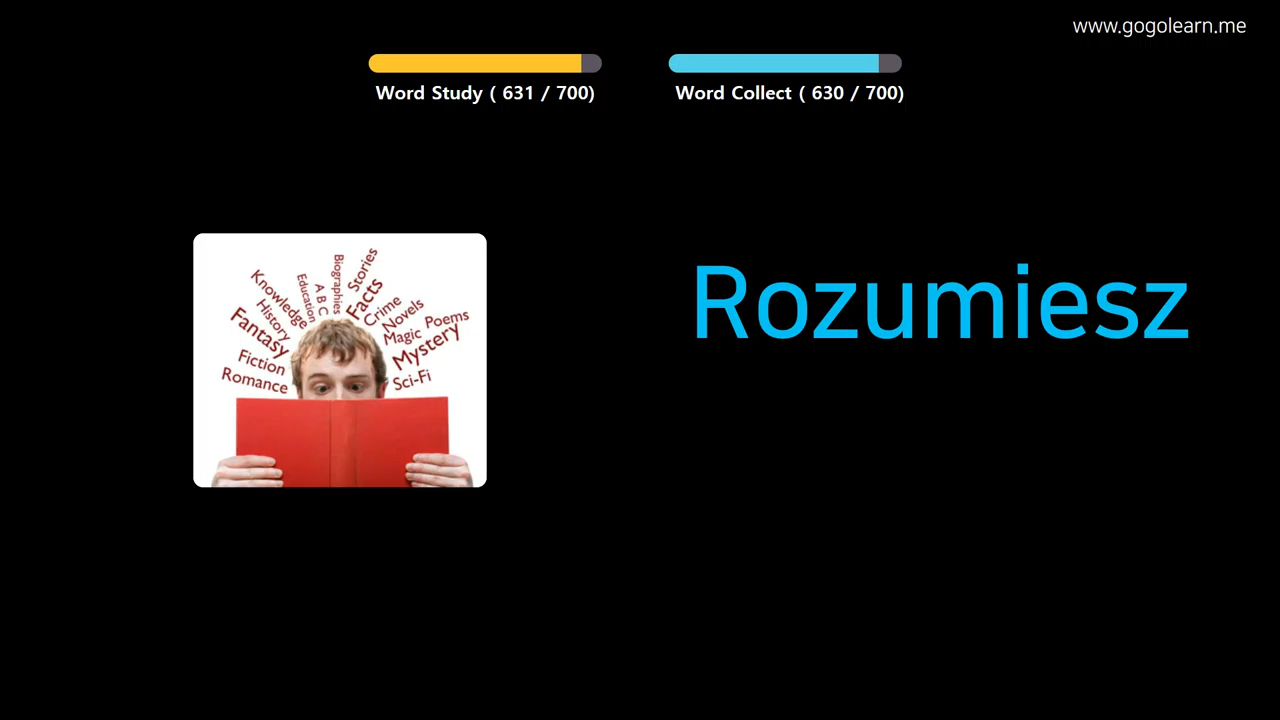 www.gogolearn.me
Word Study ( 631 / 700)
Word Collect ( 630 / 700)
Rozumiesz
Knowledge
History
Fantasy
Fiction
Romance
Education
A B C
Biographies
Stories
Facts
Crime
Novels
Magic
Poems
Mystery
Sci-Fi